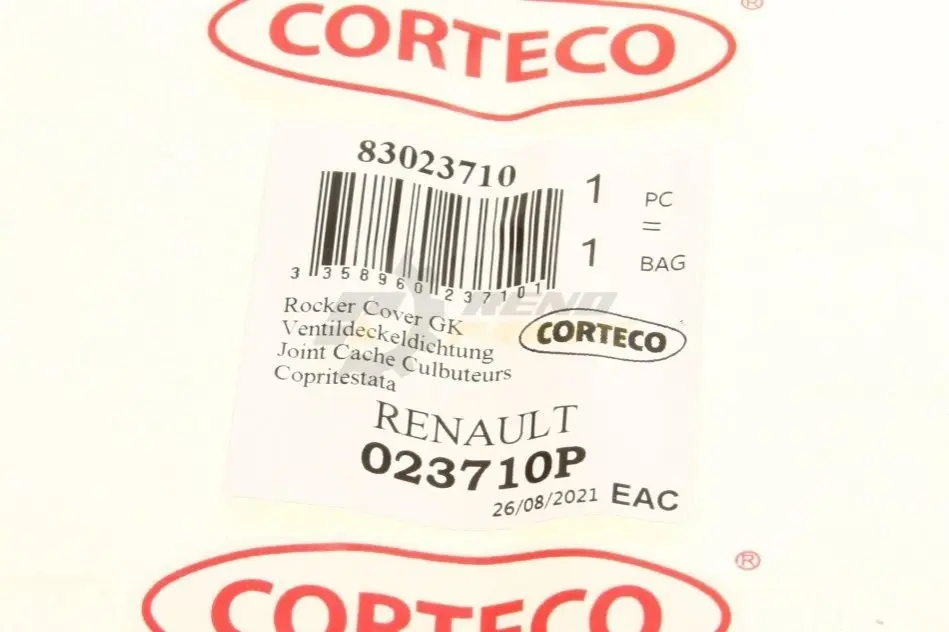 CORTECO ®
83023710
1 PC
=
1 BAG
3 358960 237101
Rocker Cover GK
Ventildeckeldichtung
Joint Cache Culbuteurs
Copritestata
CORTECO
RENAULT
023710P
26/08/2021 EAC
CORTECO ®